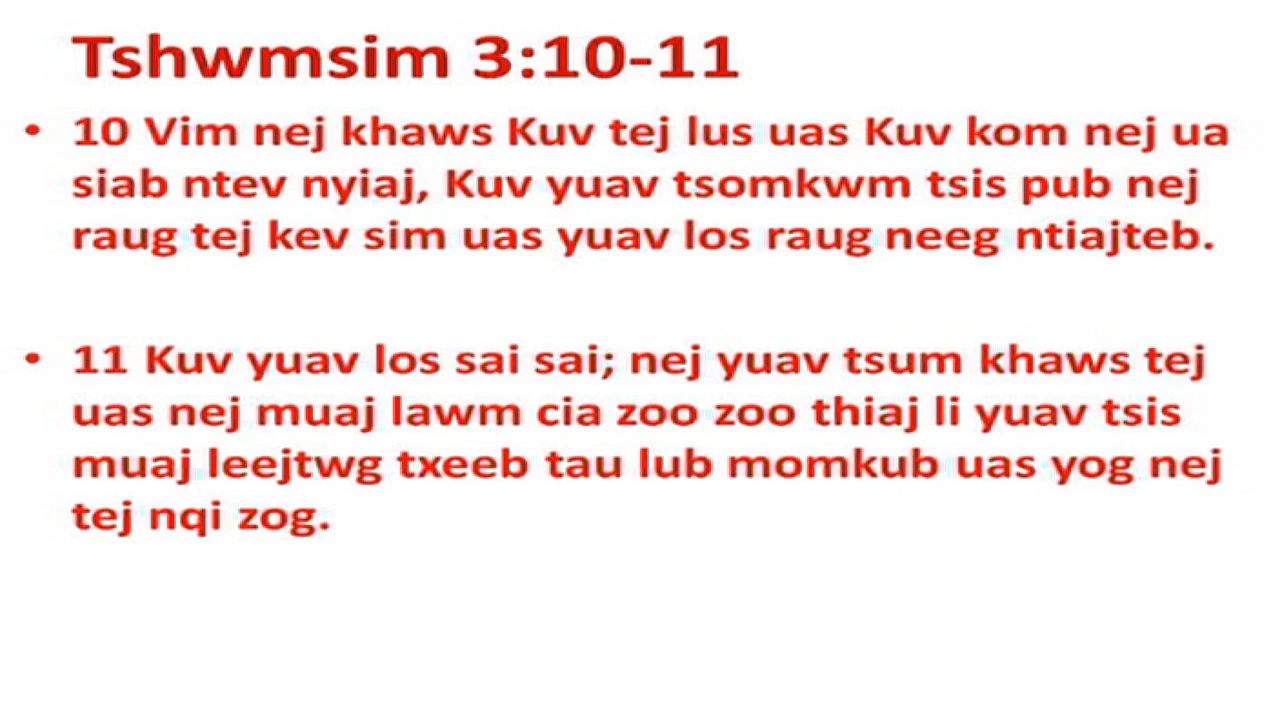 Tshwmsim 3:10-11
• 10 Vim nej khaws Kuv tej lus uas Kuv kom nej ua
siab ntev nyiaj, Kuv yuav tsomkwm tsis pub nej
raug tej kev sim uas yuav los raug neeg ntiajteb.
• 11 Kuv yuav los sai sai; nej yuav tsum khaws tej
uas nej muaj lawm cia zoo zoo thiaj li yuav tsis
muaj leejtwg txeeb tau lub momkub uas yog nej
tej nqi zog.